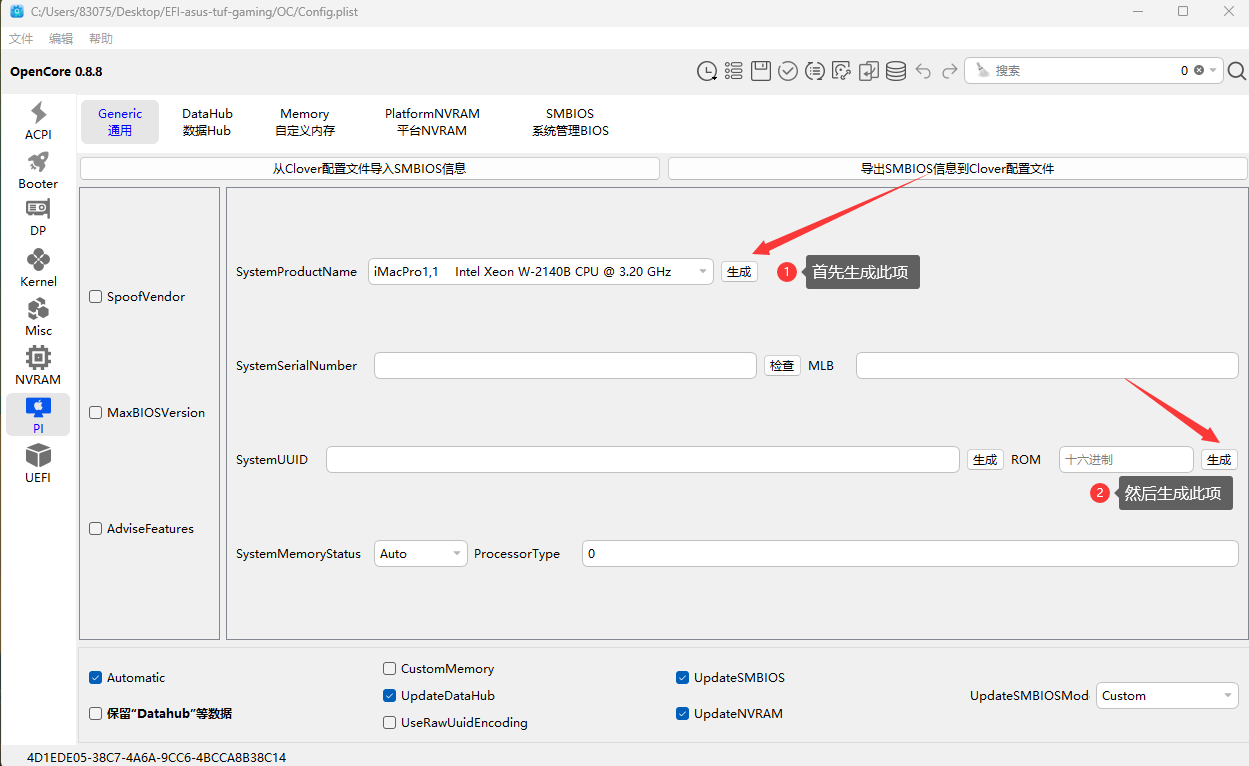 C:/Users/83075/Desktop/EFI-asus-tuf-gaming/OC/Config.plist
文件 编辑 帮助
OpenCore 0.8.8
搜索
0
ACPI
Booter
DP
Kernel
Misc
NVRAM
PI
UEFI
Generic
通用
DataHub
数据Hub
Memory
自定义内存
PlatformNVRAM
平台NVRAM
SMBIOS
系统管理BIOS
从Clover配置文件导入SMBIOS信息
导出SMBIOS信息到Clover配置文件
SpoofVendor
MaxBIOSVersion
AdviseFeatures
SystemProductName iMacPro1,1 Intel Xeon W-2140B CPU @ 3.20 GHz 生成
1 首先生成此项
SystemSerialNumber 检查 MLB
SystemUUID 生成 ROM 十六进制 生成
2 然后生成此项
SystemMemoryStatus Auto ProcessorType 0
Automatic
保留“Datahub”等数据
CustomMemory
UpdateDataHub
UseRawUuidEncoding
UpdateSMBIOS
UpdateNVRAM
UpdateSMBIOSMod Custom
4D1EDE05-38C7-4A6A-9CC6-4BCCA8B38C14